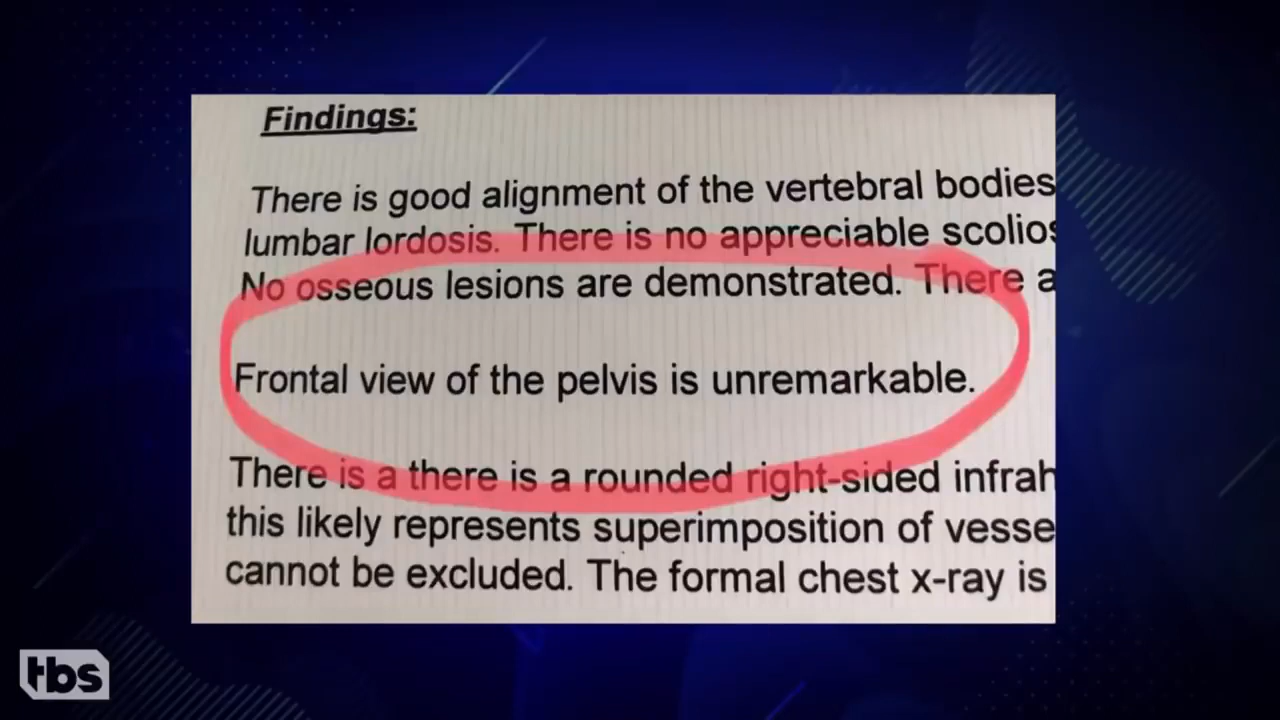 Findings:
There is good alignment of the vertebral bodies
lumbar lordosis. There is no appreciable scolios
No osseous lesions are demonstrated. There a
Frontal view of the pelvis is unremarkable.
There is a there is a rounded right-sided infrah
this likely represents superimposition of vesse
cannot be excluded. The formal chest x-ray is
tbs